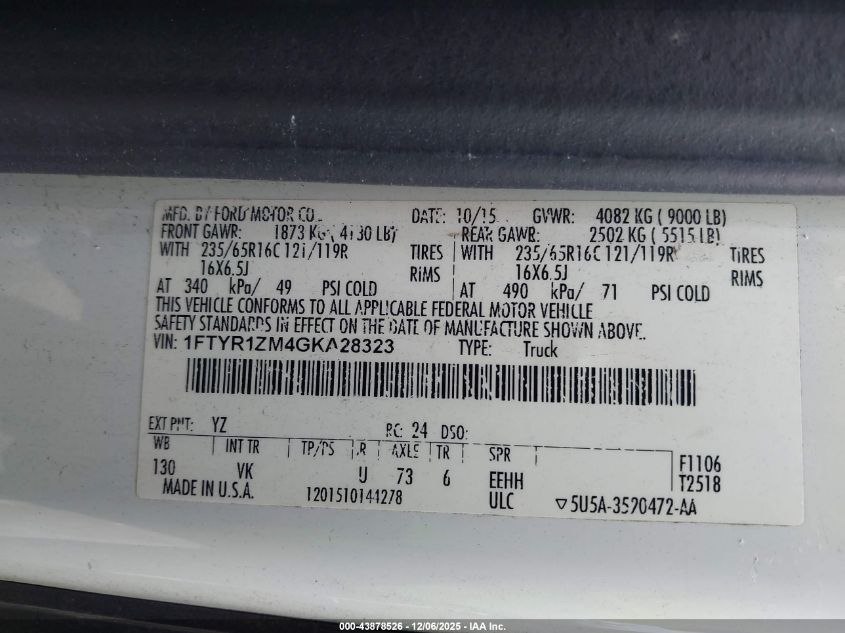 MFD. BY FORD MOTOR CO. DATE: 10/15 GVWR: 4082 KG ( 9000 LB)
FRONT GAWR: 1873 KG ( 4130 LB) REAR GAWR: 2502 KG ( 5515 LB)
WITH 235/65R16C 121/119R TIRES WITH 235/65R16C 121/119R TIRES
16X6.5J RIMS 16X6.5J RIMS
AT 340 kPa/ 49 PSI COLD AT 490 kPa/ 71 PSI COLD
THIS VEHICLE CONFORMS TO ALL APPLICABLE FEDERAL MOTOR VEHICLE
SAFETY STANDARDS IN EFFECT ON THE DATE OF MANUFACTURE SHOWN ABOVE.
VIN: 1FTYR1ZM4GKA28323 TYPE: Truck
EXT PNT: YZ RC: 24 DSO:
WB INT TR TP/PS R AXLE TR SPR
130 VK U 73 6 EEHH F1106
MADE IN U.S.A. 1201510144278 ULC T2518
▽5U5A-3520472-AA
000-43878526 - 12/06/2025 - IAA Inc.